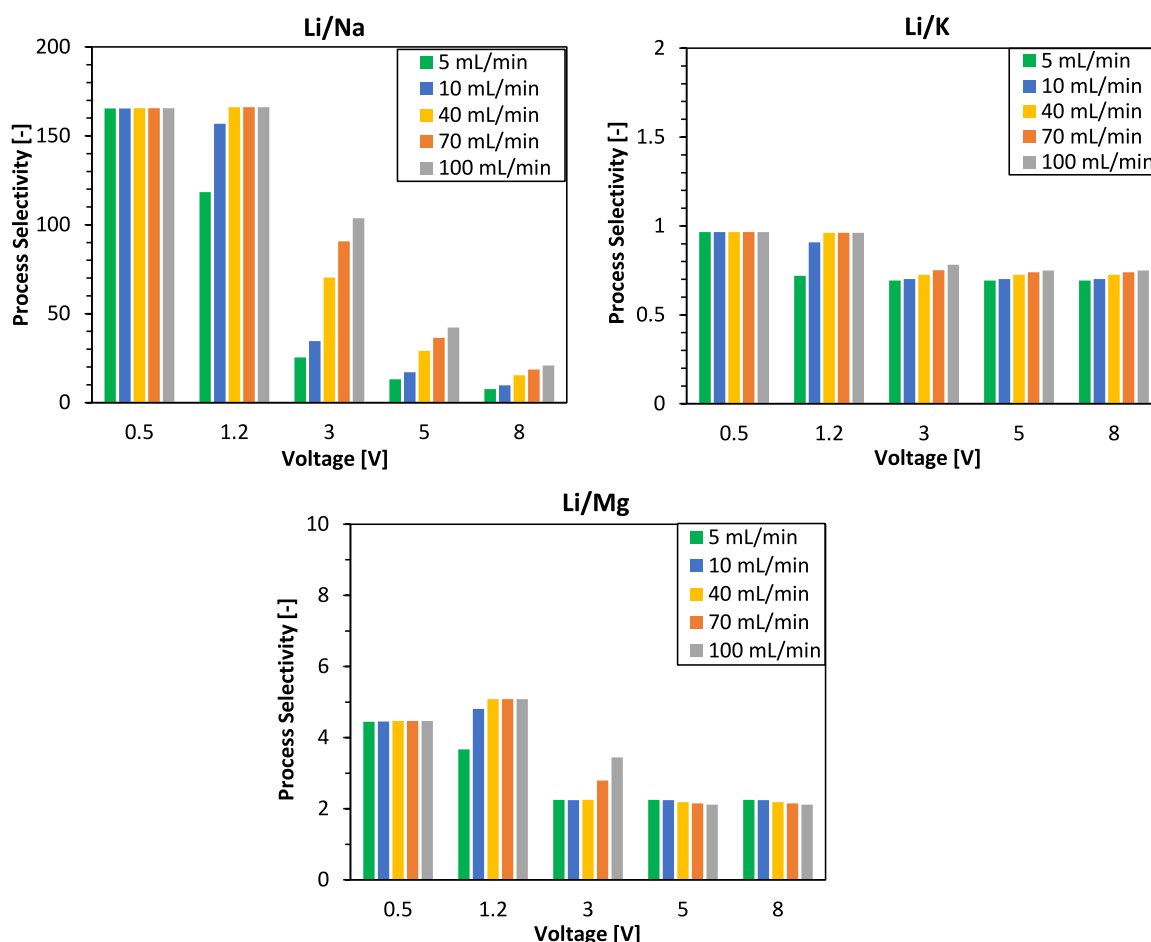 Li/Na
Process Selectivity [-]
200
150
100
50
0
5 mL/min
10 mL/min
40 mL/min
70 mL/min
100 mL/min
0.5 1.2 3 5 8
Voltage [V]
Li/K
Process Selectivity [-]
2
1.5
1
0.5
0
5 mL/min
10 mL/min
40 mL/min
70 mL/min
100 mL/min
0.5 1.2 3 5 8
Voltage [V]
Li/Mg
Process Selectivity [-]
10
8
6
4
2
0
5 mL/min
10 mL/min
40 mL/min
70 mL/min
100 mL/min
0.5 1.2 3 5 8
Voltage [V]